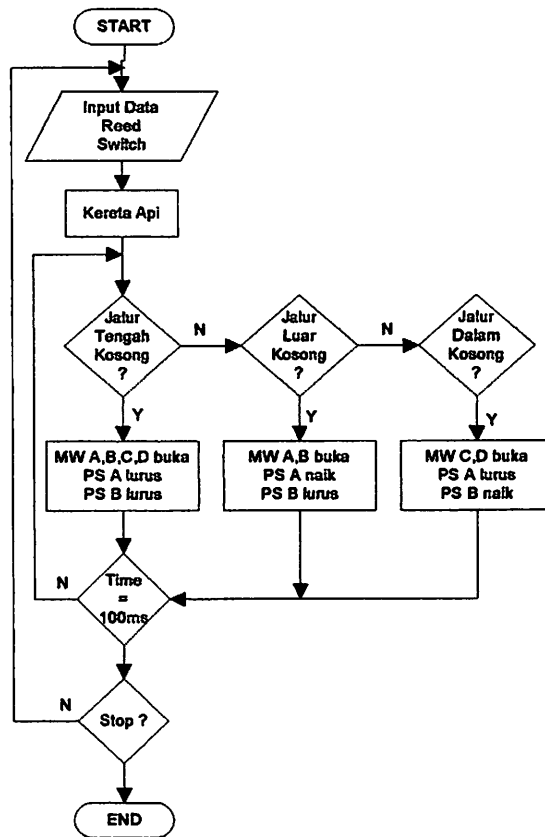 START
Input Data
Reed
Switch
Kereta Api
Jalur
Tengah
Kosong
?
N
Jalur
Luar
Kosong
?
N
Jalur
Dalam
Kosong
?
Y
Y
Y
MW A,B,C,D buka
PS A lurus
PS B lurus
MW A,B buka
PS A naik
PS B lurus
MW C,D buka
PS A lurus
PS B naik
N
Time
=
100ms
N
Stop ?
END